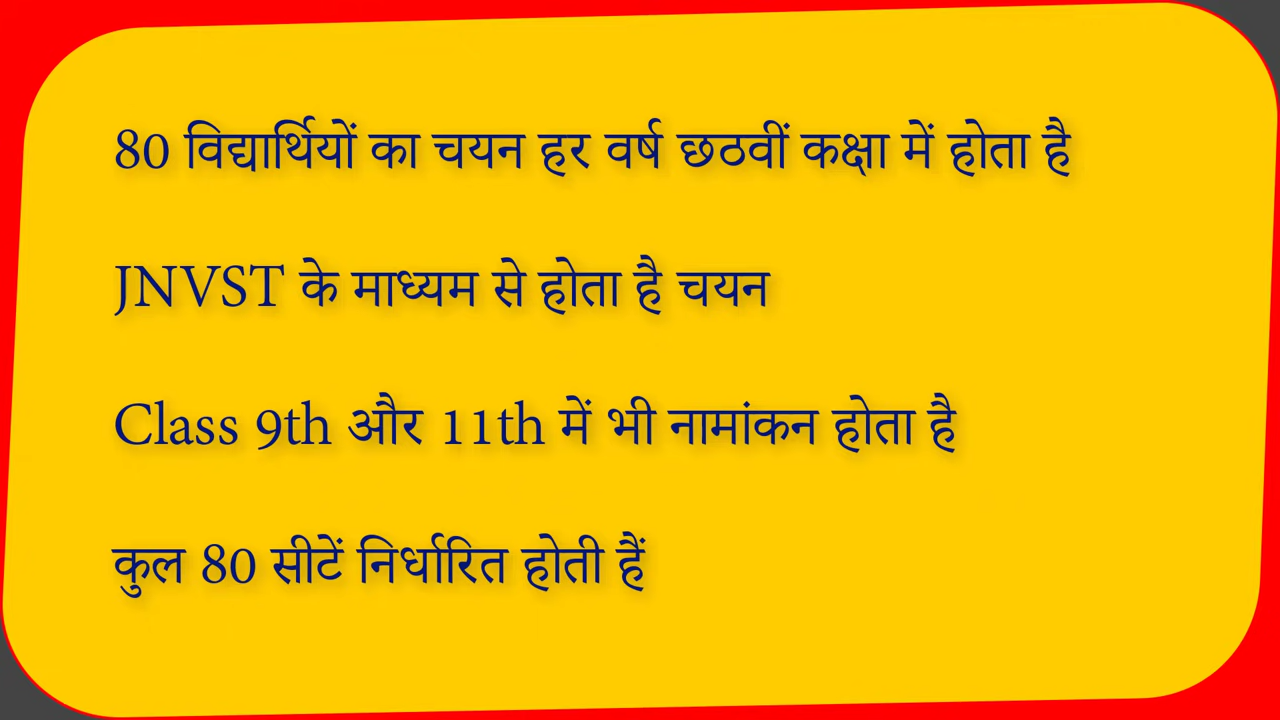 80 विद्यार्थियों का चयन हर वर्ष छठवीं कक्षा में होता है
JNVST के माध्यम से होता है चयन
Class 9th और 11th में भी नामांकन होता है
कुल 80 सीटें निर्धारित होती हैं